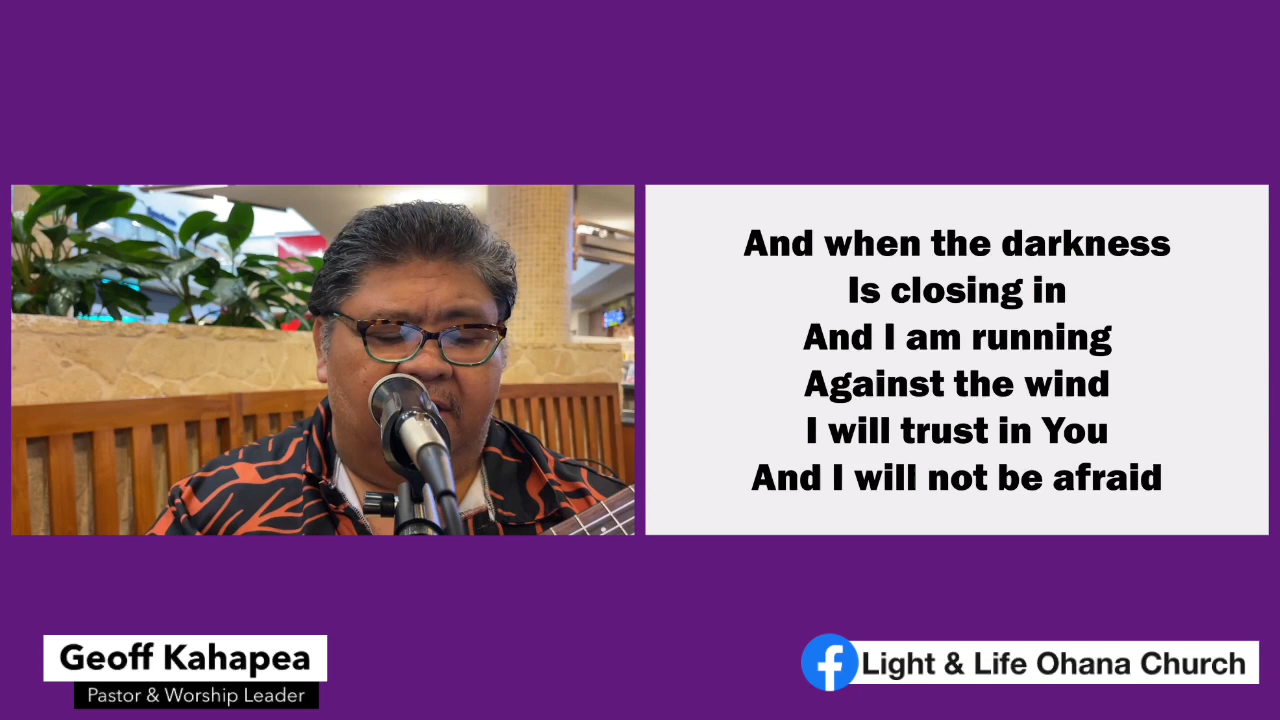 And when the darkness
Is closing in
And I am running
Against the wind
I will trust in You
And I will not be afraid
Geoff Kahapea
Pastor & Worship Leader
Light & Life Ohana Church